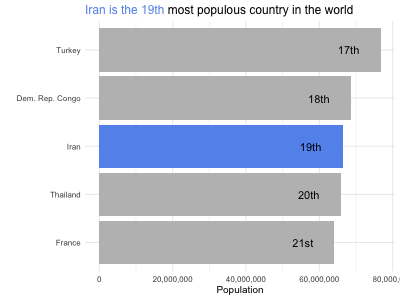 Iran is the 19th most populous country in the world
Turkey 17th
Dem. Rep. Congo 18th
Iran 19th
Thailand 20th
France 21st
0 20,000,000 40,000,000 60,000,000
Population